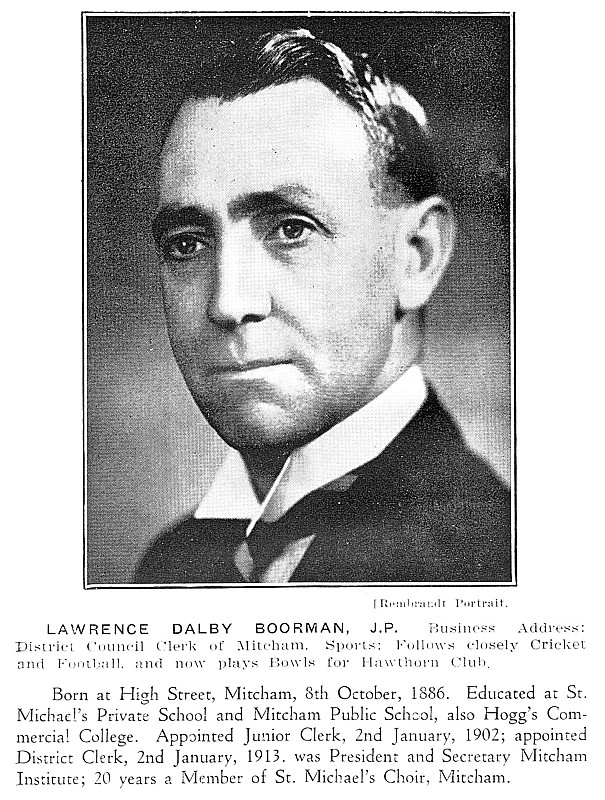 [Rembrandt Portrait.
LAWRENCE DALBY BOORMAN, J.P. Business Address:
District Council Clerk of Mitcham. Sports: Follows closely Cricket
and Football, and now plays Bowls for Hawthorn Club.
Born at High Street, Mitcham, 8th October, 1886. Educated at St.
Michael's Private School and Mitcham Public School, also Hogg's Com-
mercial College. Appointed Junior Clerk, 2nd January, 1902; appointed
District Clerk, 2nd January, 1913. was President and Secretary Mitcham
Institute; 20 years a Member of St. Michael's Choir, Mitcham.